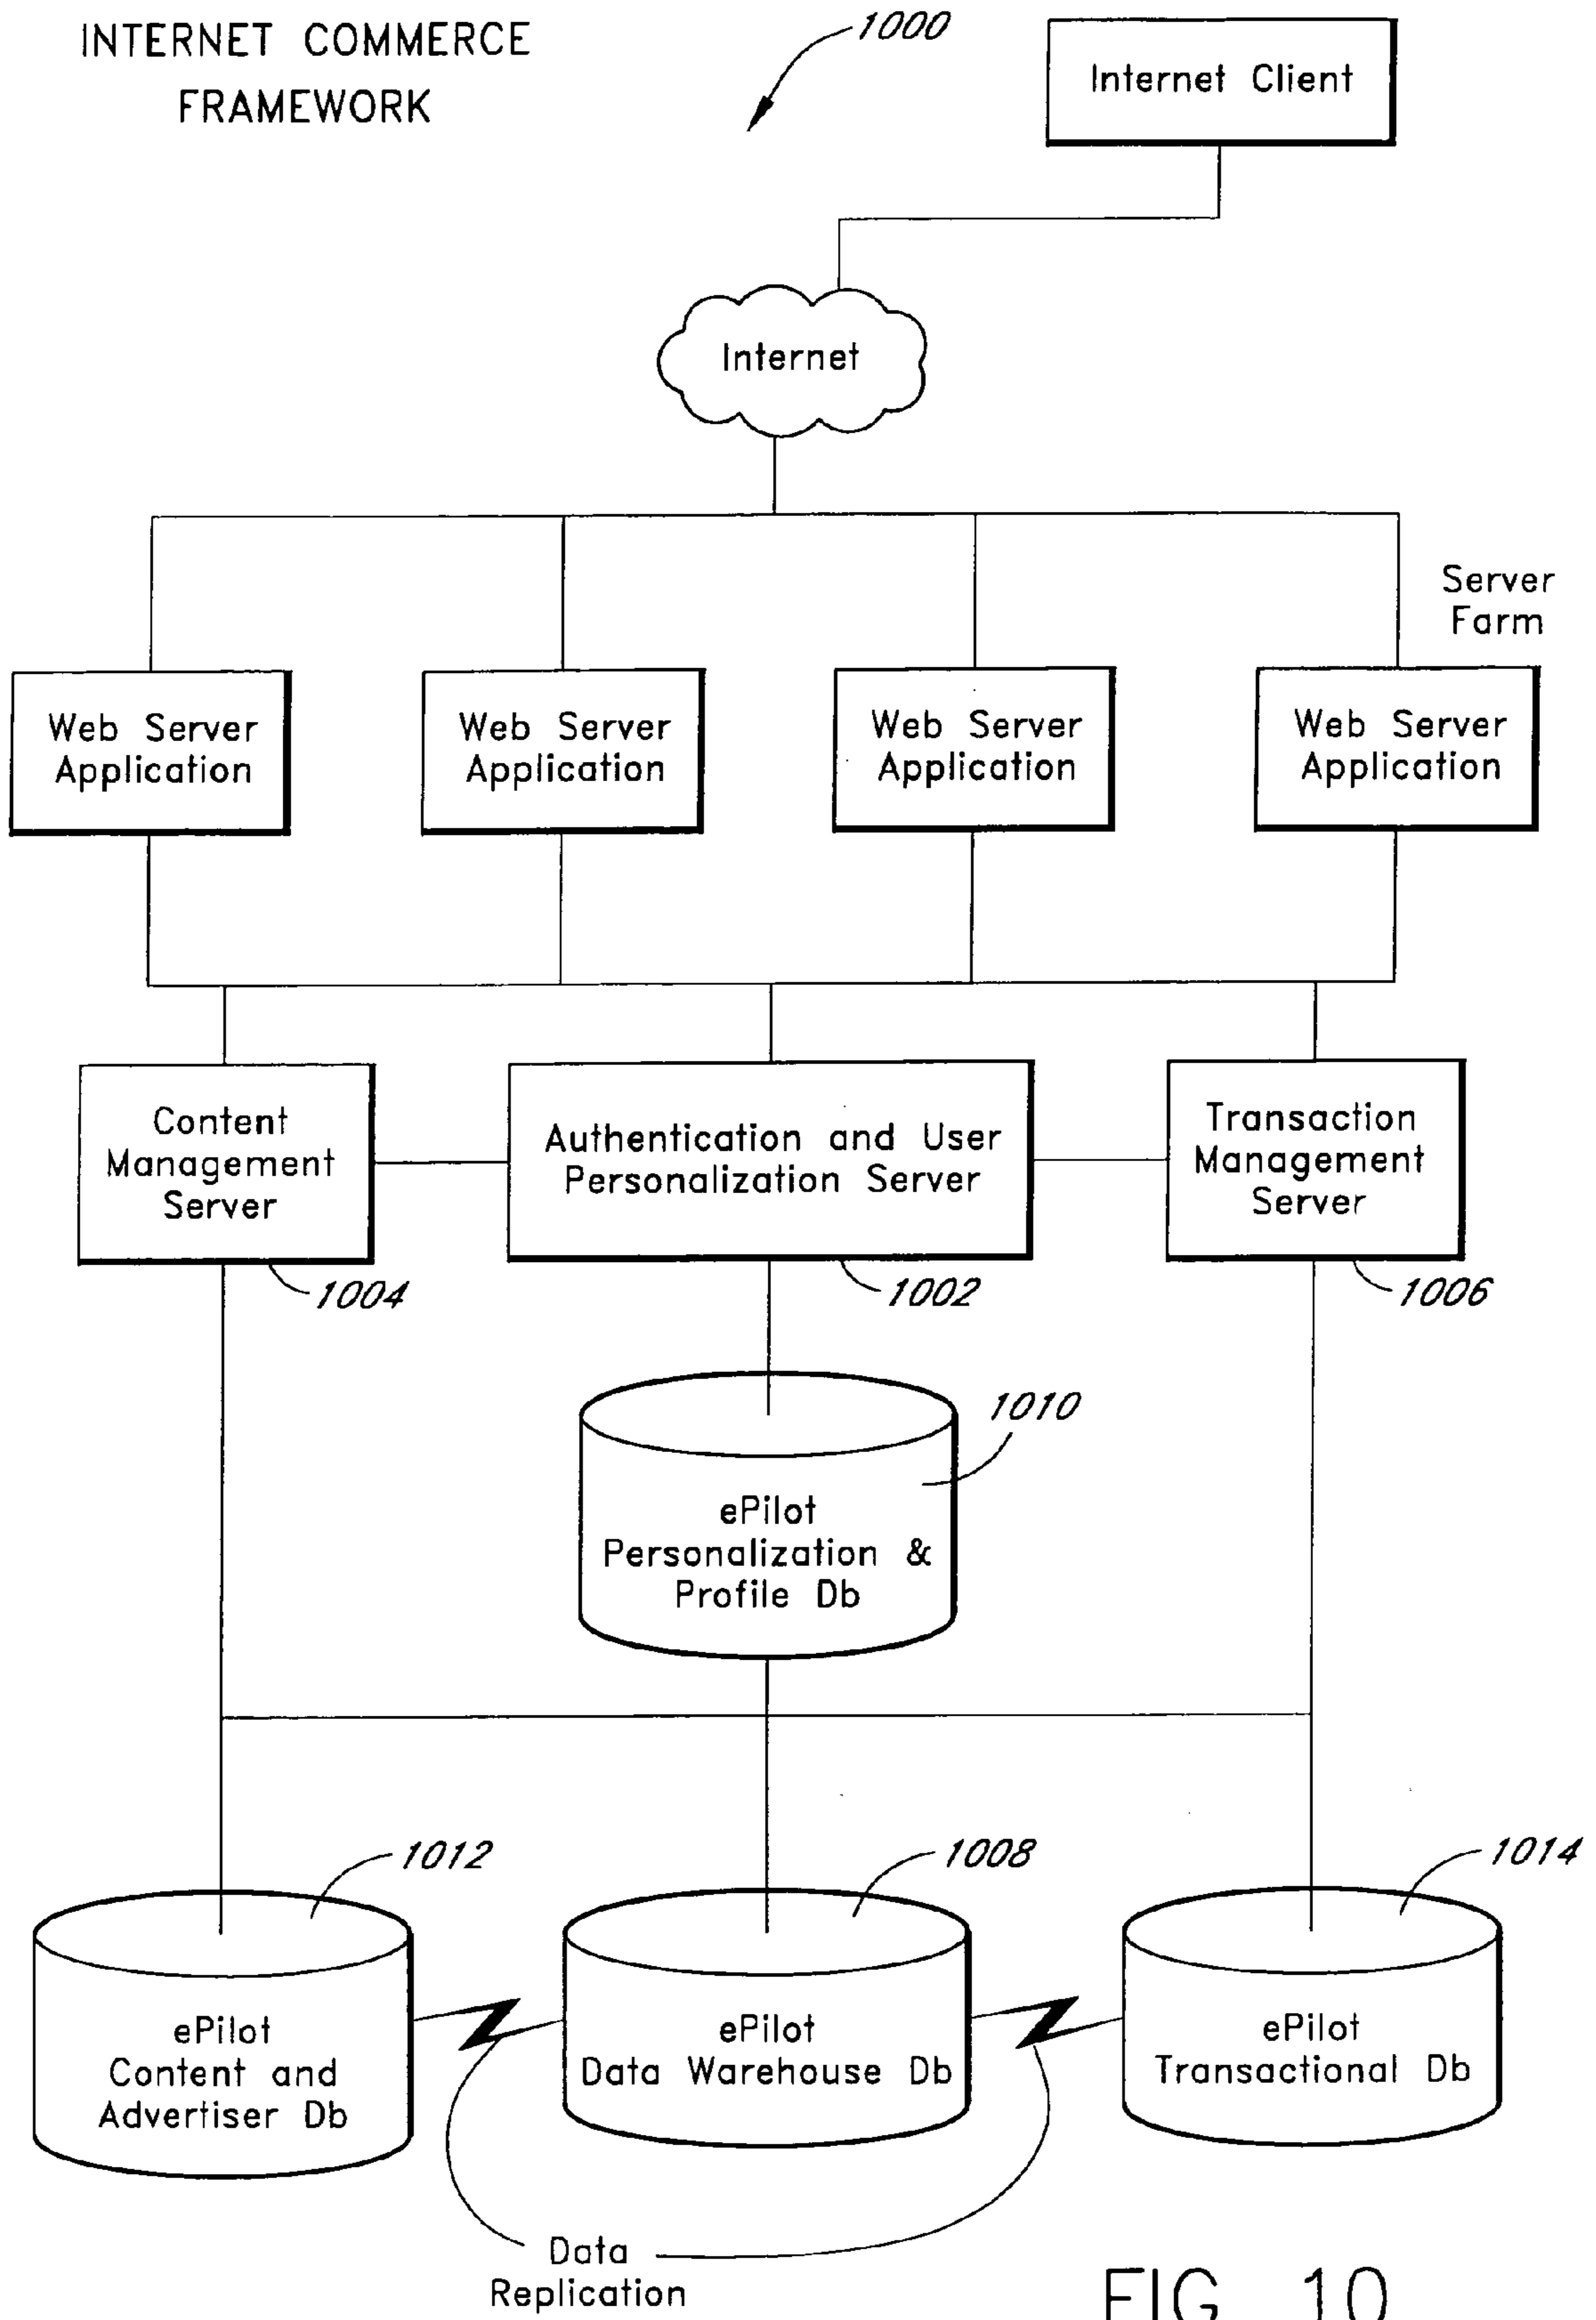 INTERNET COMMERCE
FRAMEWORK
1000
Internet Client
Internet
Server
Farm
Web Server
Application
Web Server
Application
Web Server
Application
Web Server
Application
Content
Management
Server
Authentication and User
Personalization Server
Transaction
Management
Server
1004
1002
1006
1010
ePilot
Personalization &
Profile Db
1012
1008
1014
ePilot
Content and
Advertiser Db
ePilot
Data Warehouse Db
ePilot
Transactional Db
Data
Replication
FIG. 10